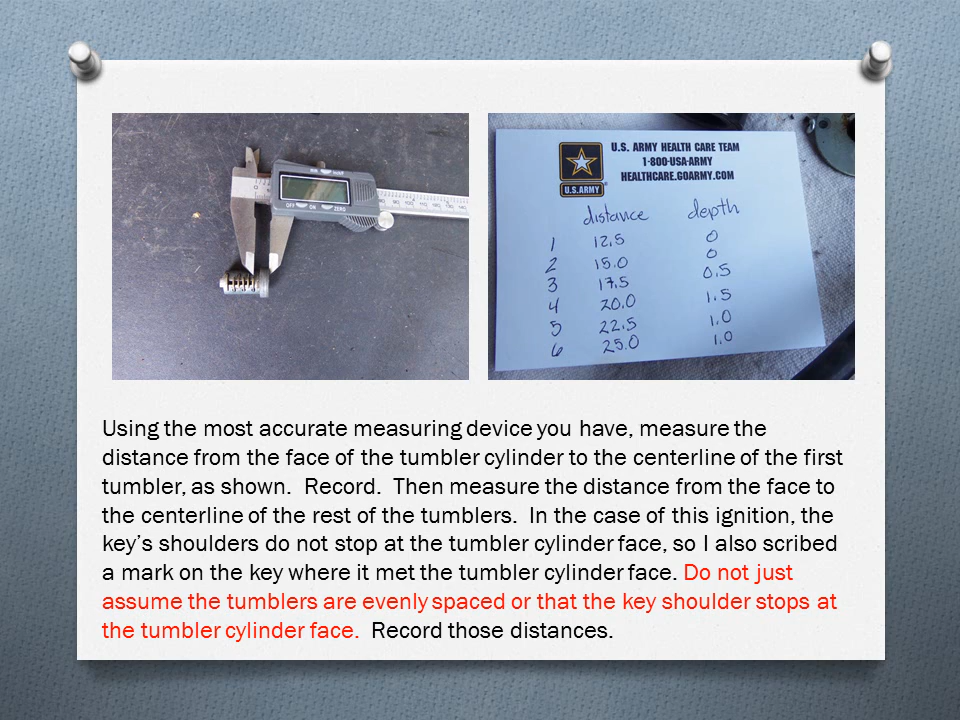 OFF ON ZERO
U.S. ARMY HEALTH CARE TEAM
1-800-USA-ARMY
HEALTHCARE.GOARMY.COM
U.S.ARMY
distance depth
1 12.5 0
2 15.0 0
3 17.5 0.5
4 20.0 1.5
5 22.5 1.0
6 25.0 1.0
Using the most accurate measuring device you have, measure the
distance from the face of the tumbler cylinder to the centerline of the first
tumbler, as shown.  Record.  Then measure the distance from the face to
the centerline of the rest of the tumblers.  In the case of this ignition, the
key’s shoulders do not stop at the tumbler cylinder face, so I also scribed
a mark on the key where it met the tumbler cylinder face. Do not just
assume the tumblers are evenly spaced or that the key shoulder stops at
the tumbler cylinder face.  Record those distances.